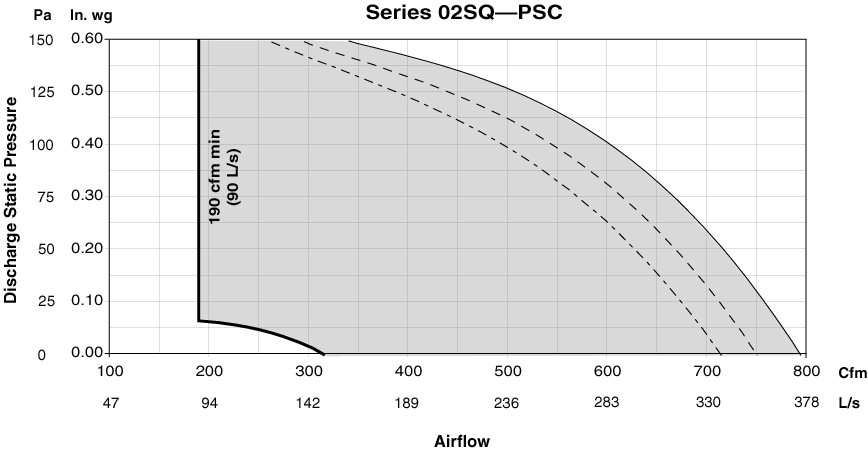 Series 02SQ—PSC
Pa In. wg
150 0.60
0.50
125
0.40
100
0.30
75
0.20
50
0.10
25
0.00
0
Discharge Static Pressure
190 cfm min
(90 L/s)
100 200 300 400 500 600 700 800 Cfm
47 94 142 189 236 283 330 378 L/s
Airflow